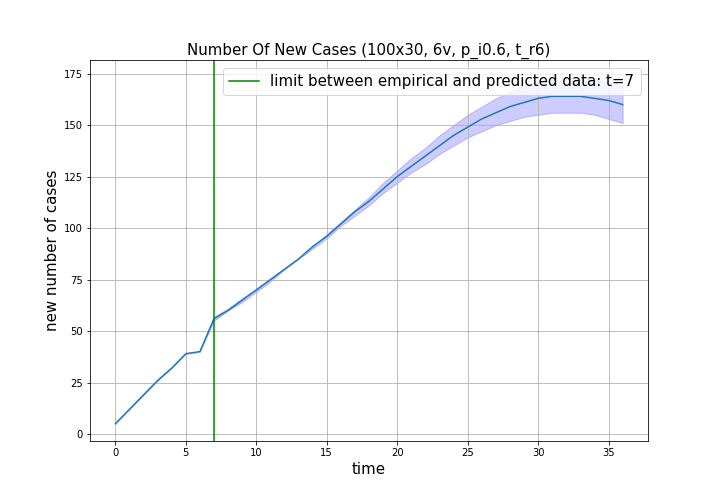 Number Of New Cases (100x30, 6v, p_i0.6, t_r6)
limit between empirical and predicted data: t=7
175
150
125
100
75
50
25
0
new number of cases
0 5 10 15 20 25 30 35
time